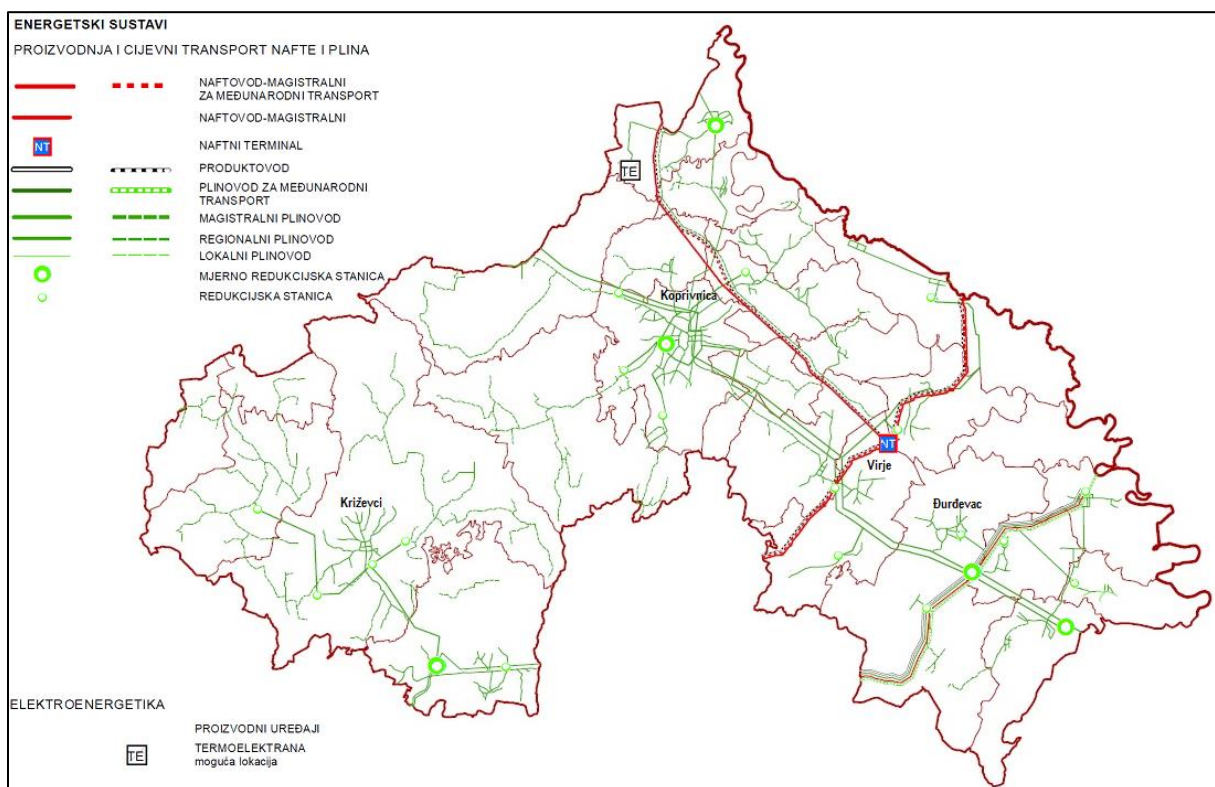 ENERGETSKI SUSTAVI
PROIZVODNJA I CIJEVNI TRANSPORT NAFTE I PLINA
NAFTOVOD-MAGISTRALNI
ZA MEĐUNARODNI TRANSPORT
NAFTOVOD-MAGISTRALNI
NT
NAFTNI TERMINAL
PRODUKTOVOD
PLINOVOD ZA MEĐUNARODNI
TRANSPORT
MAGISTRALNI PLINOVOD
REGIONALNI PLINOVOD
LOKALNI PLINOVOD
MJERNO REDUKCIJSKA STANICA
REDUKCIJSKA STANICA
TE
Koprivnica
NT
Virje
Đurđevac
Križevci
ELEKTROENERGETIKA
PROIZVODNI UREĐAJI
TE
TERMOELEKTRANA
moguća lokacija